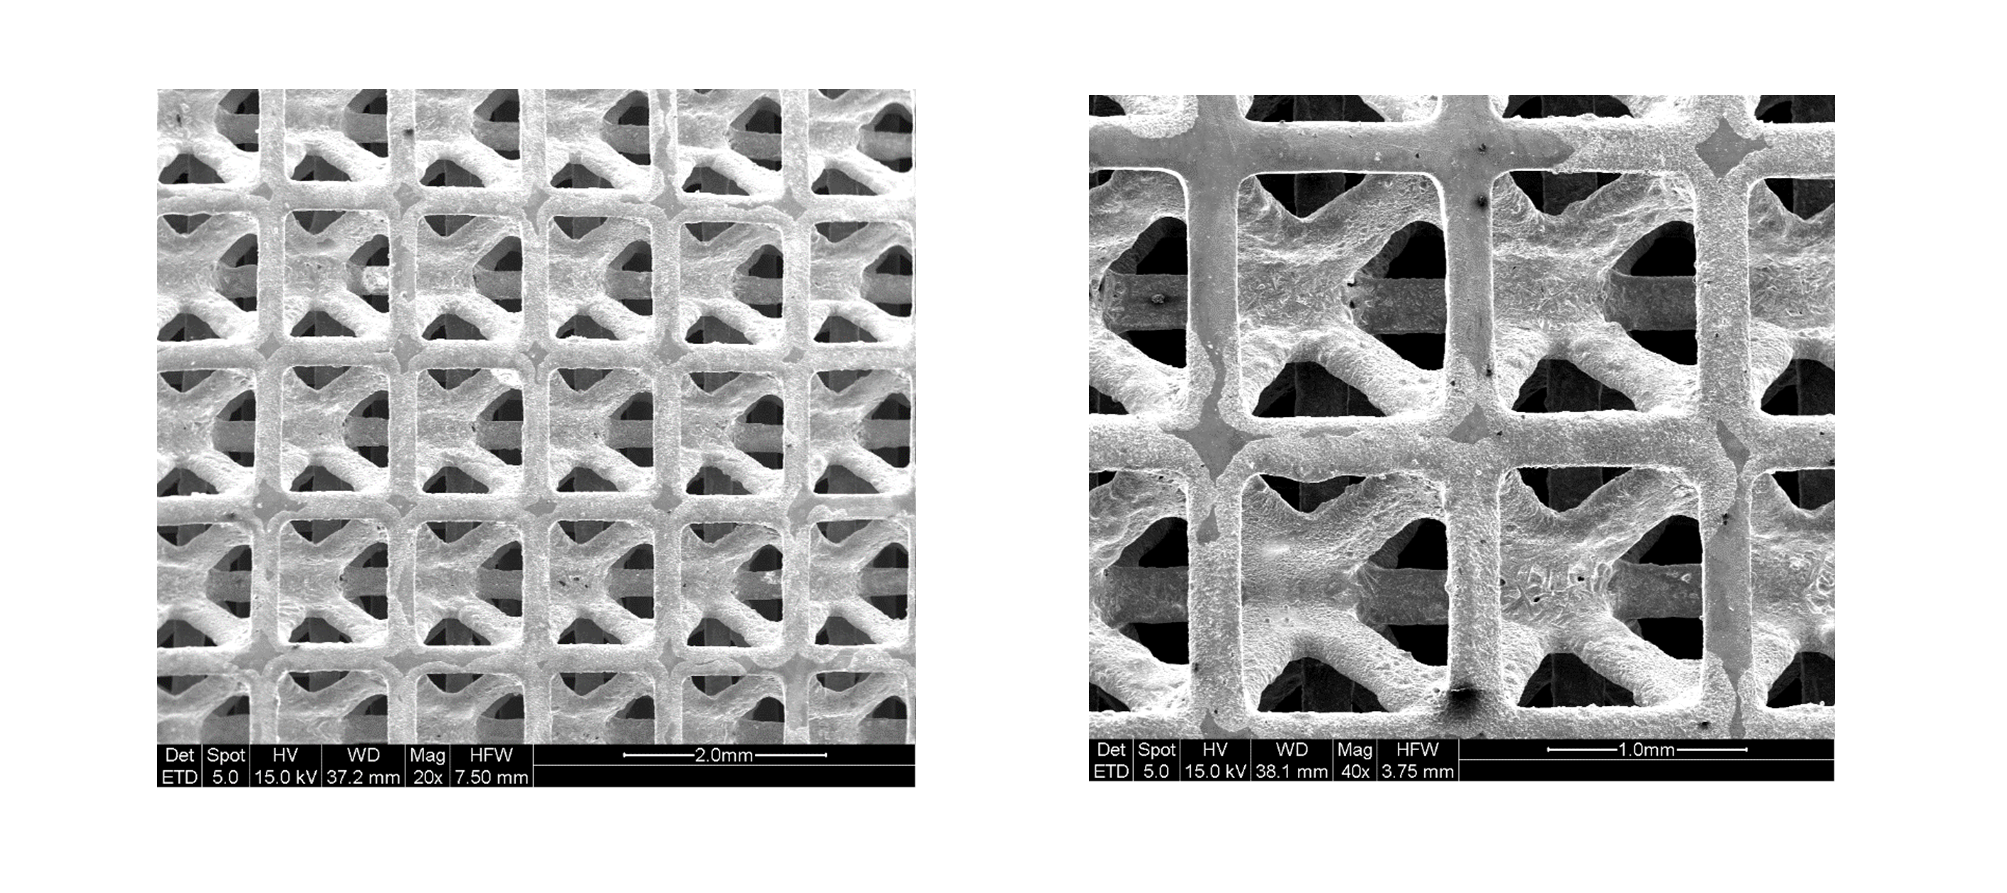 Det Spot HV WD Mag HFW 2.0mm
ETD 5.0 15.0 kV 37.2 mm 20x 7.50 mm
Det Spot HV WD Mag HFW 1.0mm
ETD 5.0 15.0 kV 38.1 mm 40x 3.75 mm